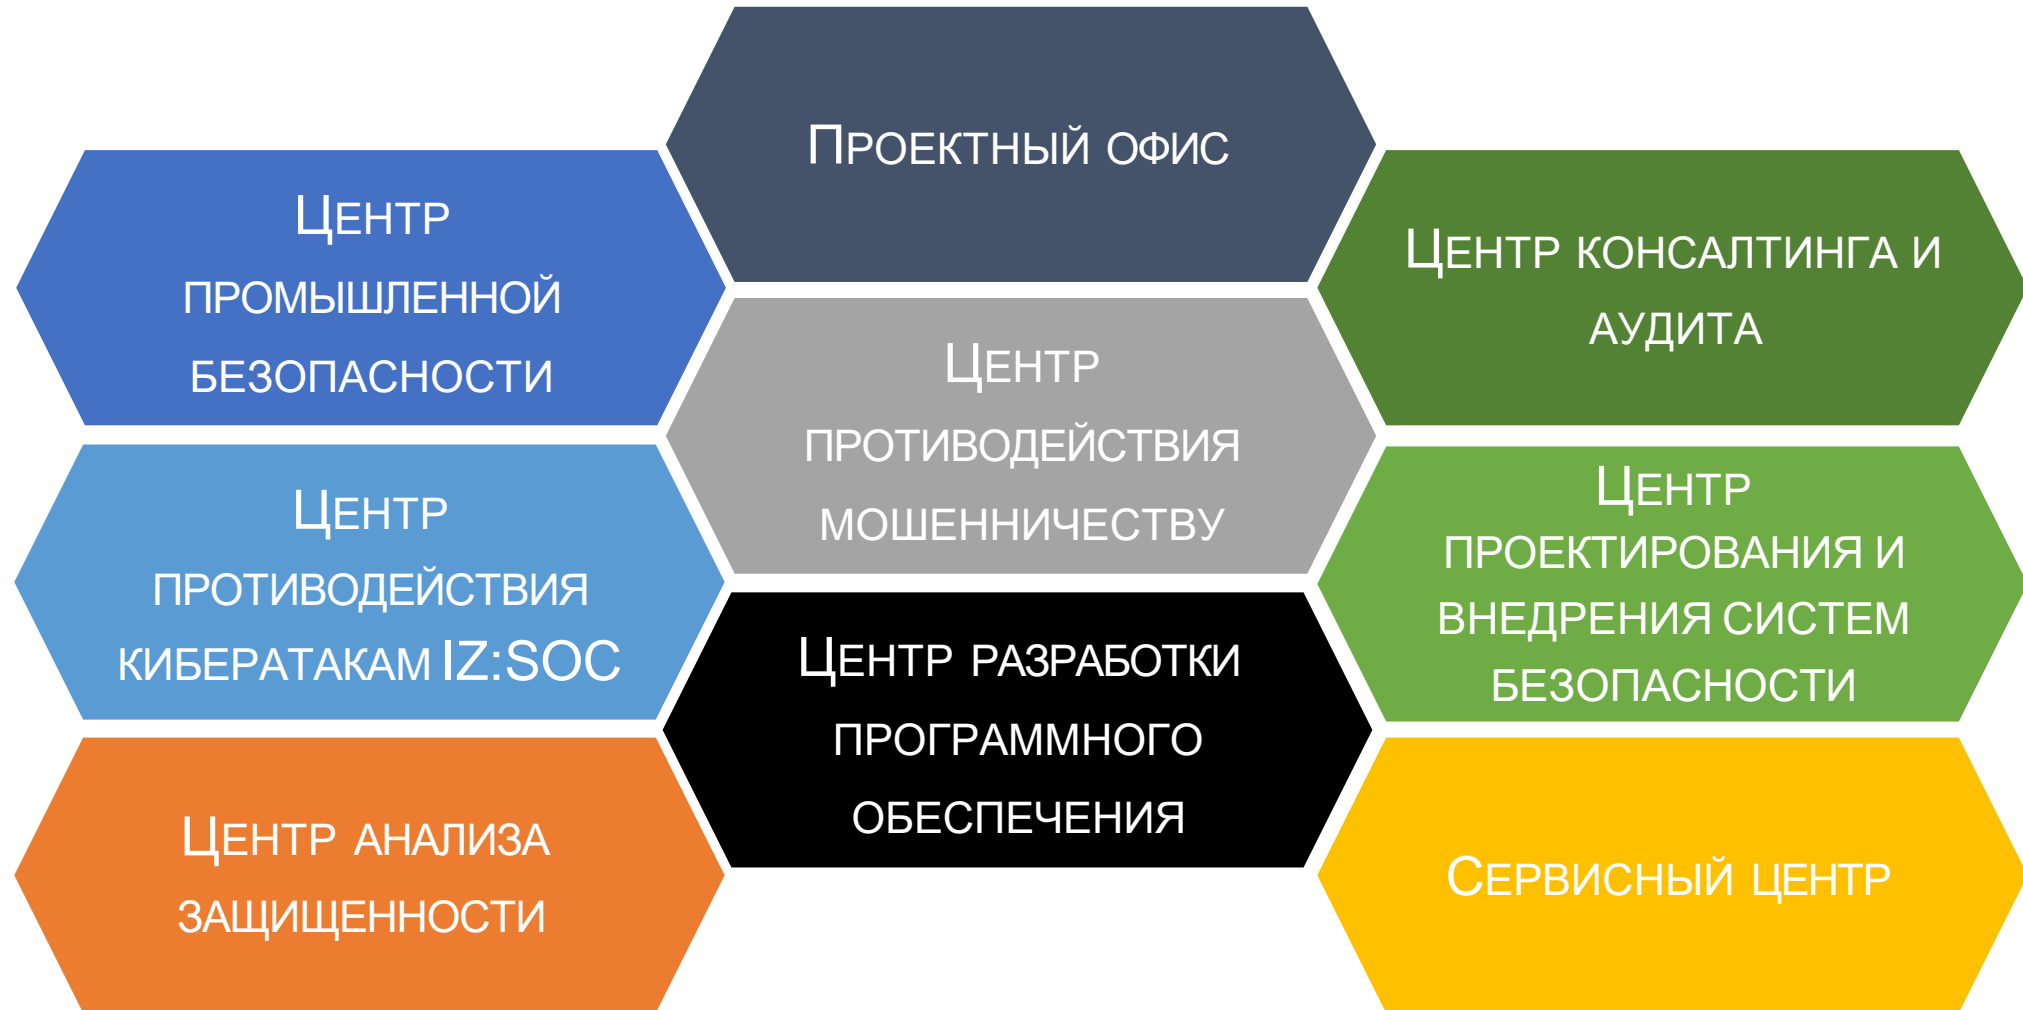 Проектный офис
Центр
промышленной
безопасности
Центр консалтинга и
аудита
Центр
противодействия
мошенничеству
Центр
противодействия
кибератакам IZ:SOC
Центр
проектирования и
внедрения систем
безопасности
Центр разработки
программного
обеспечения
Центр анализа
защищенности
Сервисный центр